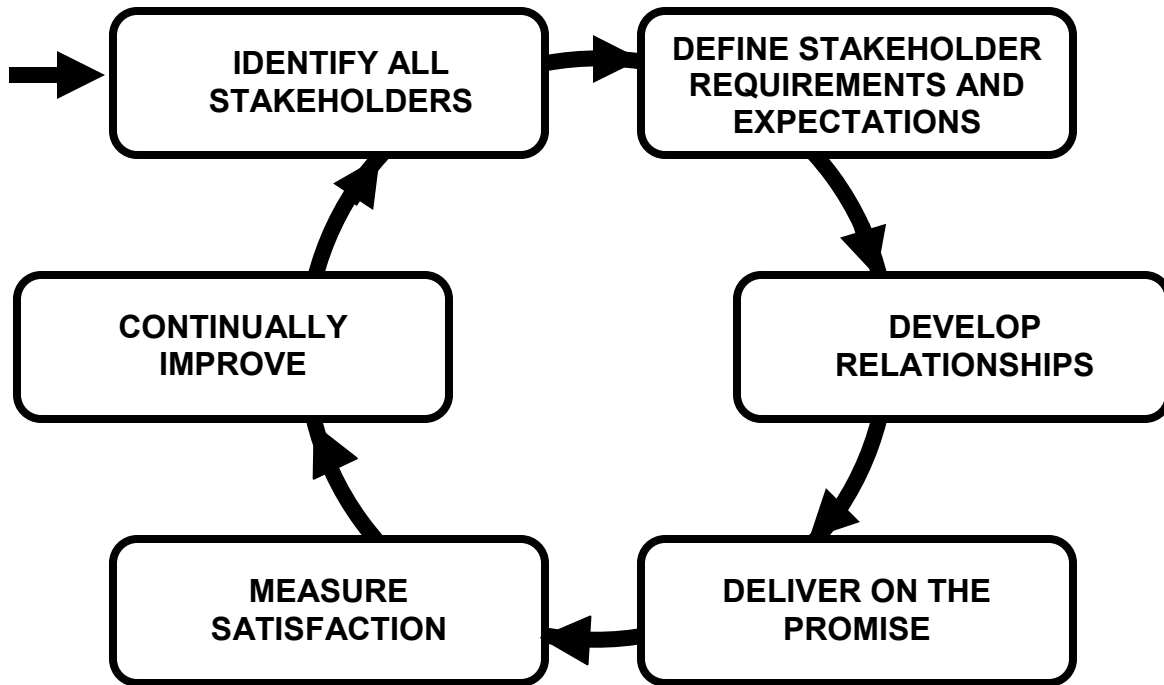 IDENTIFY ALL
STAKEHOLDERS
DEFINE STAKEHOLDER
REQUIREMENTS AND
EXPECTATIONS
DEVELOP
RELATIONSHIPS
DELIVER ON THE
PROMISE
MEASURE
SATISFACTION
CONTINUALLY
IMPROVE